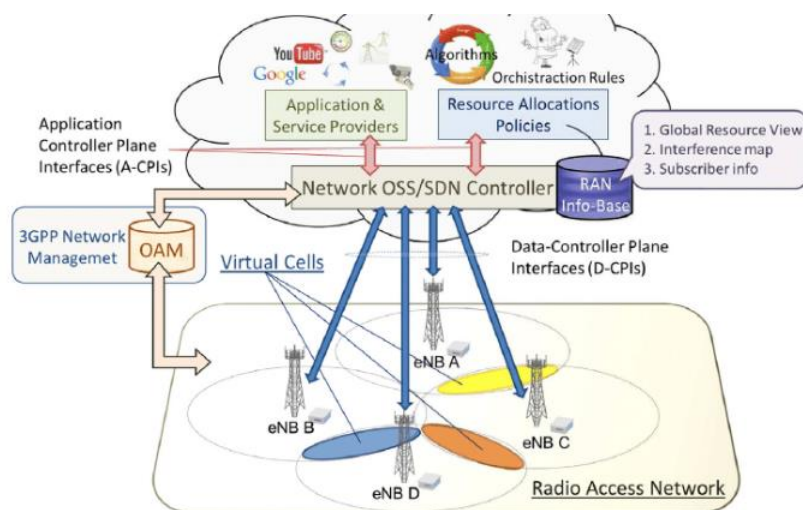 YouTube
Google
Algorithms
Orchistraction Rules
Application &
Service Providers
Resource Allocations
Policies
Application
Controller Plane
Interfaces (A-CPIs)
1. Global Resource View
2. Interference map
3. Subscriber info
Network OSS/SDN Controller
RAN
Info-Base
3GPP Network
Managemet
OAM
Virtual Cells
Data-Controller Plane
Interfaces (D-CPIs)
eNB A
eNB B
eNB C
eNB D
Radio Access Network